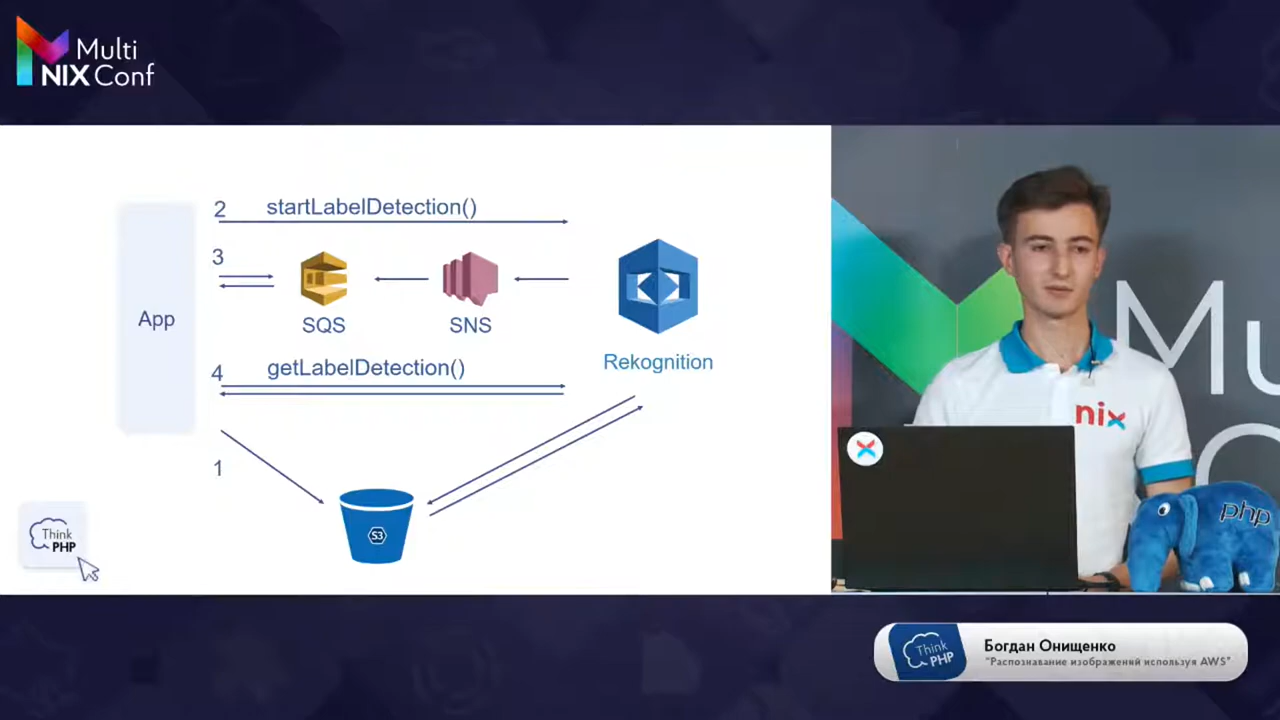 Multi
NIX Conf
2 startLabelDetection()
3
App
SQS
SNS
Rekognition
4 getLabelDetection()
1
S3
Think
PHP
Mu
nix
php
Think
PHP
Богдан Онищенко
"Распознавание изображений используя AWS"